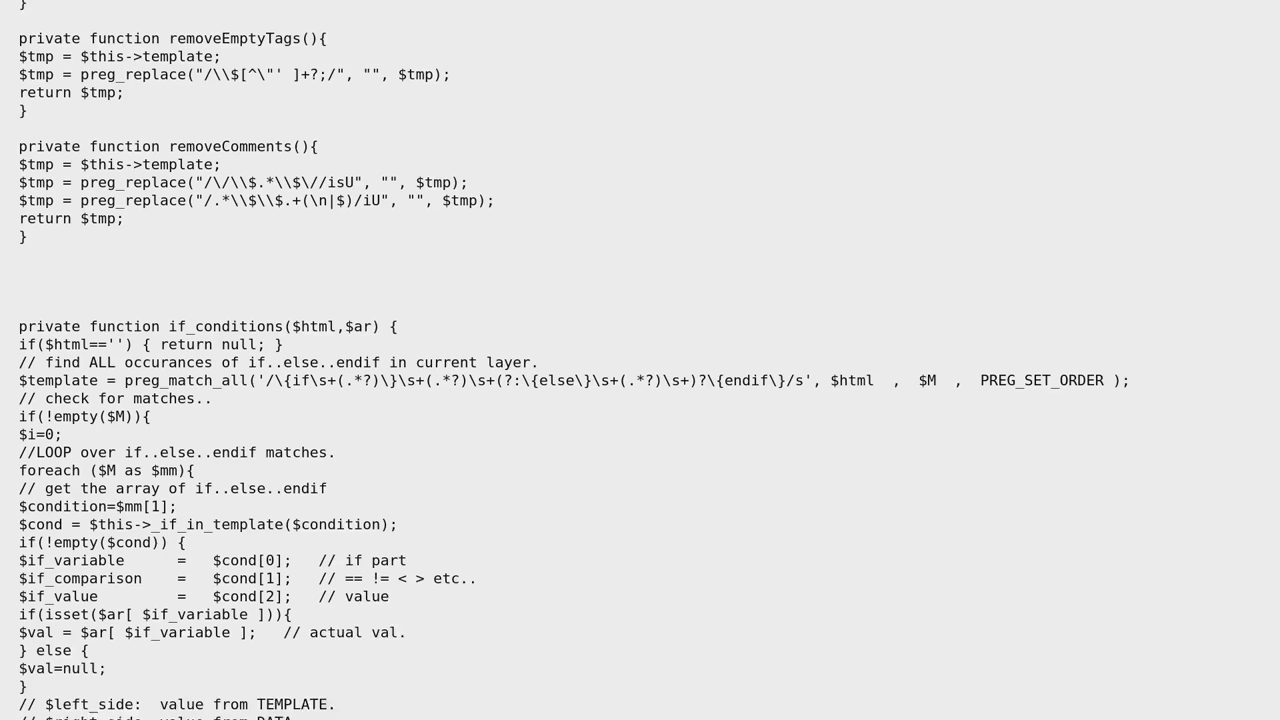 }
private function removeEmptyTags(){
$tmp = $this->template;
$tmp = preg_replace("/\\$[^\"' ]+?;/", "", $tmp);
return $tmp;
}
private function removeComments(){
$tmp = $this->template;
$tmp = preg_replace("/\/\\$.*\\$\//isU", "", $tmp);
$tmp = preg_replace("/.*\\$\\$.+(\n|$)/iU", "", $tmp);
return $tmp;
}
private function if_conditions($html,$ar) {
if($html=='') { return null; }
// find ALL occurances of if..else..endif in current layer.
$template = preg_match_all('/\{if\s+(.*?)\}\s+(.*?)\s+(?:\{else\}\s+(.*?)\s+)?\{endif\}/s', $html  ,  $M  ,  PREG_SET_ORDER );
// check for matches..
if(!empty($M)){
$i=0;
//LOOP over if..else..endif matches.
foreach ($M as $mm){
// get the array of if..else..endif
$condition=$mm[1];
$cond = $this->_if_in_template($condition);
if(!empty($cond)) {
$if_variable      =   $cond[0];   // if part
$if_comparison    =   $cond[1];   // == != < > etc..
$if_value         =   $cond[2];   // value
if(isset($ar[ $if_variable ])){
$val = $ar[ $if_variable ];   // actual val.
} else {
$val=null;
}
// $left_side:  value from TEMPLATE.
// $right_side: value from DATA.